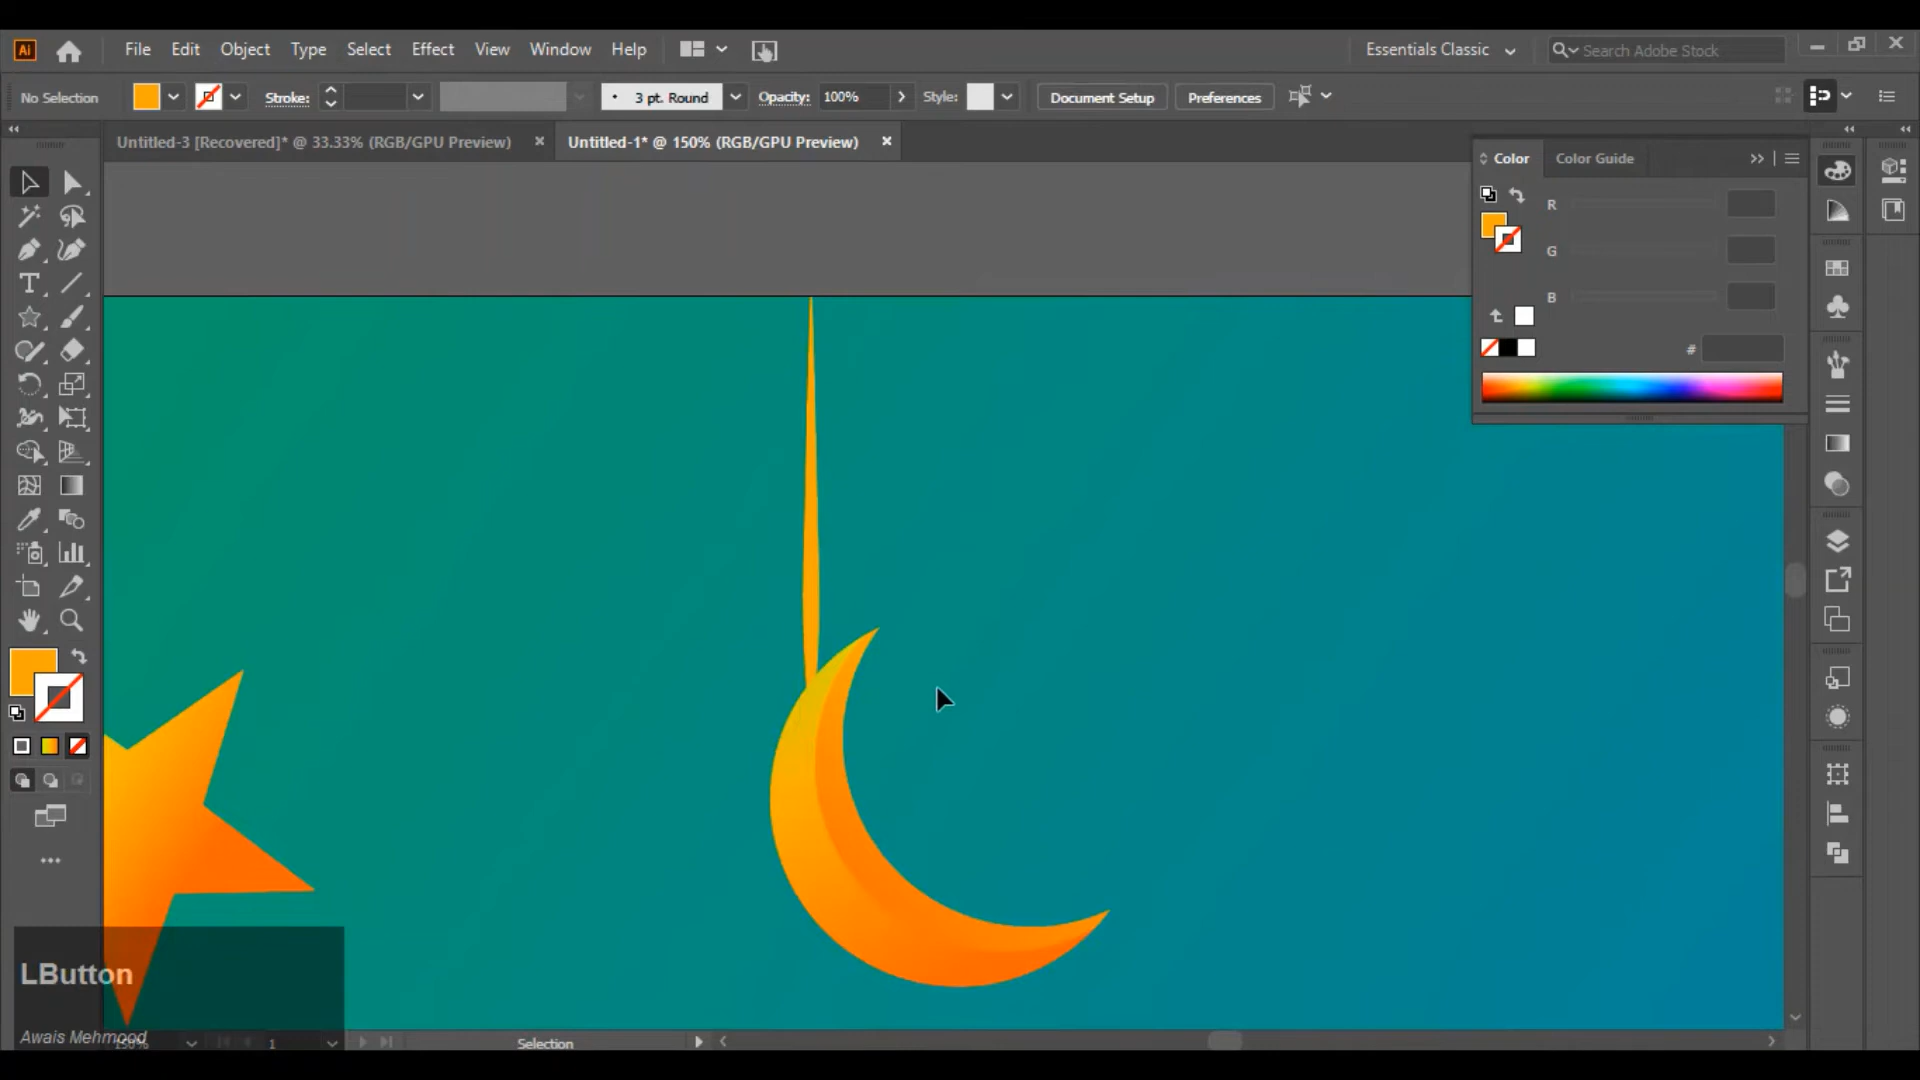 Ai File Edit Object Type Select Effect View Window Help Essentials Classic Search Adobe Stock
No Selection Stroke: 3 pt. Round Opacity: 100% Style: Document Setup Preferences
Untitled-3 [Recovered]* @ 33.33% (RGB/GPU Preview) Untitled-1* @ 150% (RGB/GPU Preview)
Color Color Guide
R
G
B
#
LButton
Awais Mehmood
150% 1 Selection